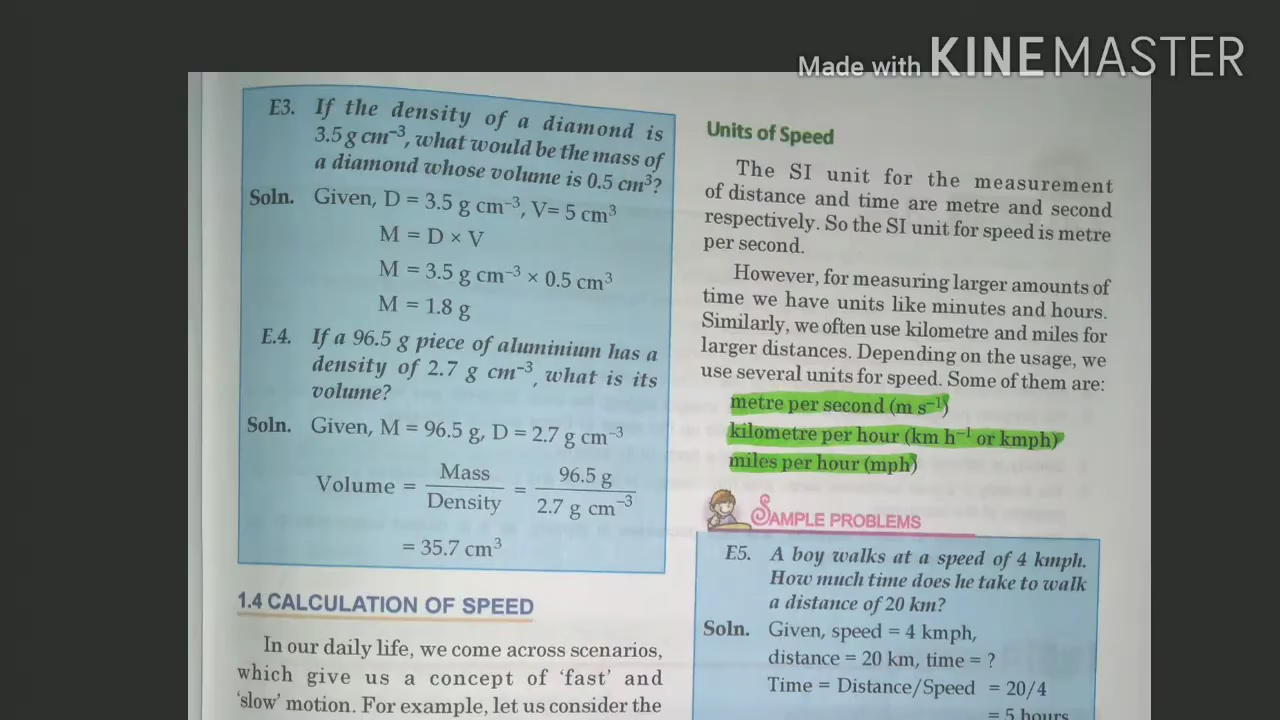 Made with KINEMASTER
E3. If the density of a diamond is
3.5 g cm⁻³, what would be the mass of
a diamond whose volume is 0.5 cm³?
Soln. Given, D = 3.5 g cm⁻³, V= 5 cm³
M = D × V
M = 3.5 g cm⁻³ × 0.5 cm³
M = 1.8 g
E.4. If a 96.5 g piece of aluminium has a
density of 2.7 g cm⁻³, what is its
volume?
Soln. Given, M = 96.5 g, D = 2.7 g cm⁻³
Volume = Mass / Density = 96.5 g / 2.7 g cm⁻³
= 35.7 cm³
1.4 CALCULATION OF SPEED
In our daily life, we come across scenarios,
which give us a concept of ‘fast’ and
‘slow’ motion. For example, let us consider the
Units of Speed
The SI unit for the measurement
of distance and time are metre and second
respectively. So the SI unit for speed is metre
per second.
However, for measuring larger amounts of
time we have units like minutes and hours.
Similarly, we often use kilometre and miles for
larger distances. Depending on the usage, we
use several units for speed. Some of them are:
metre per second (m s⁻¹)
kilometre per hour (km h⁻¹ or kmph)
miles per hour (mph)
SAMPLE PROBLEMS
E5. A boy walks at a speed of 4 kmph.
How much time does he take to walk
a distance of 20 km?
Soln. Given, speed = 4 kmph,
distance = 20 km, time = ?
Time = Distance/Speed = 20/4
= 5 hours